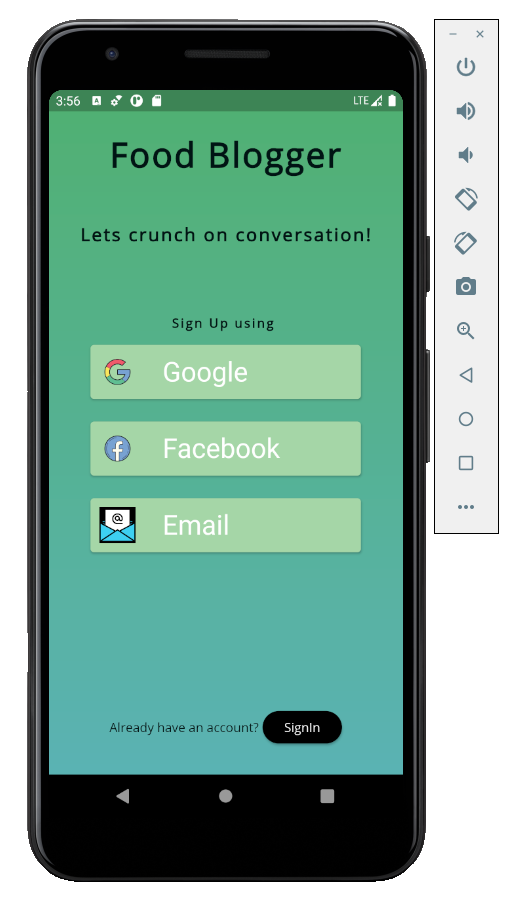 3:56 LTE
Food Blogger
Lets crunch on conversation!
Sign Up using
Google
Facebook
@
Email
Already have an account? SignIn